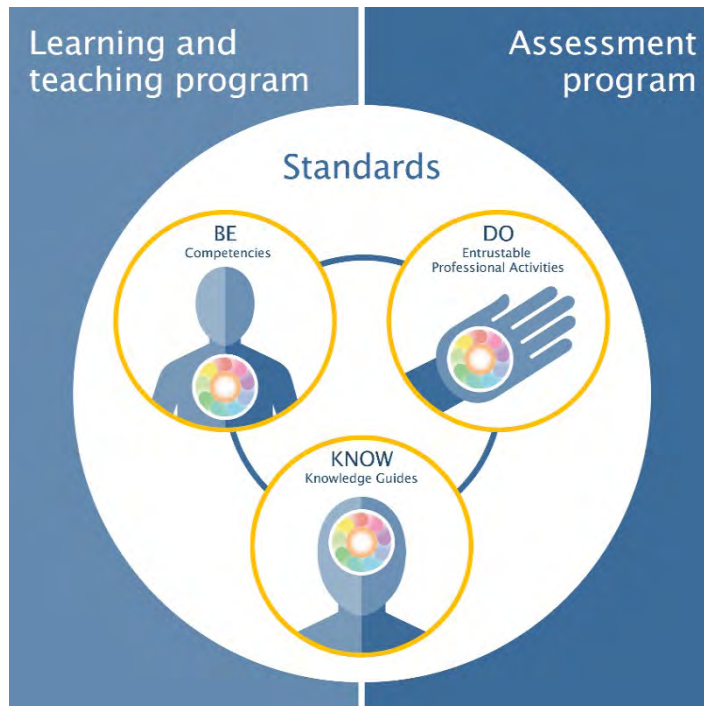 Learning and
teaching program
Assessment
program
Standards
BE
Competencies
DO
Entrustable
Professional Activities
KNOW
Knowledge Guides